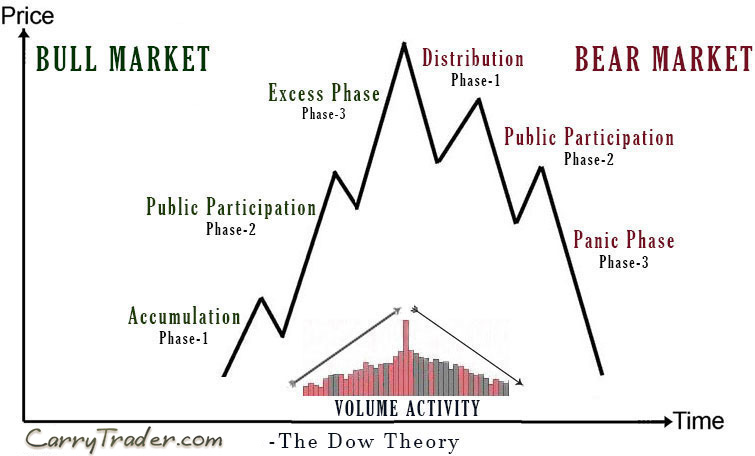 Price
BULL MARKET
BEAR MARKET
Distribution
Phase-1
Excess Phase
Phase-3
Public Participation
Phase-2
Public Participation
Phase-2
Panic Phase
Phase-3
Accumulation
Phase-1
VOLUME ACTIVITY
Time
CarryTrader.com
-The Dow Theory